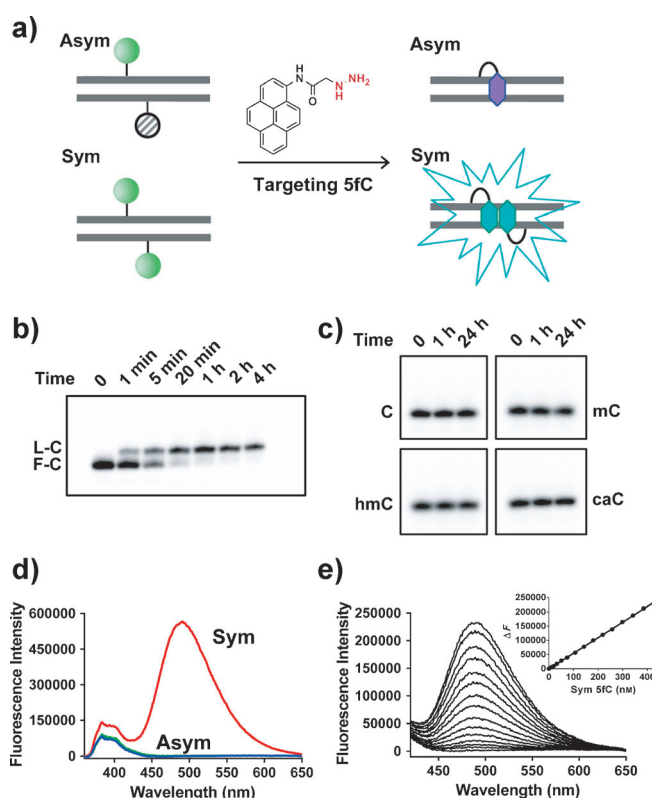 a)
Asym
Sym
H
N
O
N
H
NH₂
Targeting 5fC
Asym
Sym
b)
Time 0 1 min 5 min 20 min 1 h 2 h 4 h
L-C
F-C
c)
Time 0 1 h 24 h 0 1 h 24 h
C mC
hmC caC
d)
Fluorescence Intensity
600000
450000
300000
150000
0
Sym
Asym
400 450 500 550 600 650
Wavelength (nm)
e)
Fluorescence Intensity
250000
200000
150000
100000
50000
0
450 500 550 600 650
Wavelength (nm)
ΔF
250000
200000
150000
100000
50000
0
0 100 200 300 400
Sym 5fC (nM)